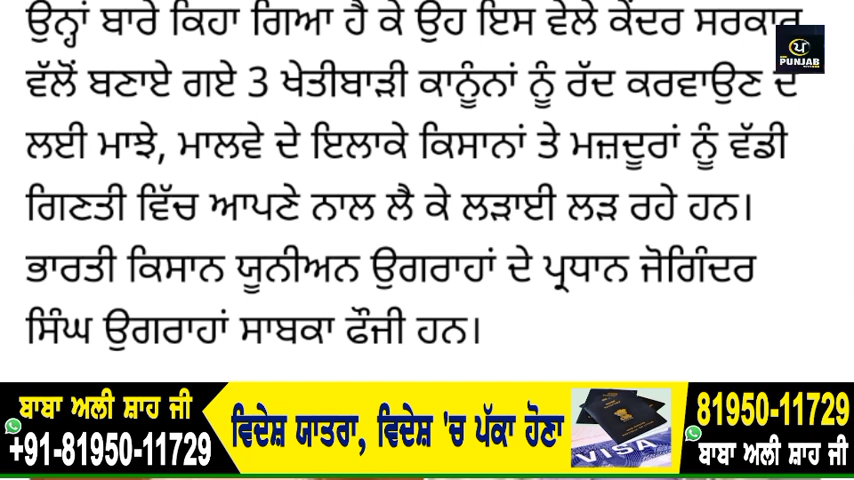 ਉਨ੍ਹਾਂ ਬਾਰੇ ਕਿਹਾ ਗਿਆ ਹੈ ਕੇ ਉਹ ਇਸ ਵੇਲੇ ਕੇਂਦਰ ਸਰਕਾਰ
ਵੱਲੋਂ ਬਣਾਏ ਗਏ 3 ਖੇਤੀਬਾੜੀ ਕਾਨੂੰਨਾਂ ਨੂੰ ਰੱਦ ਕਰਵਾਉਣ ਦੇ
ਲਈ ਮਾਝੇ, ਮਾਲਵੇ ਦੇ ਇਲਾਕੇ ਕਿਸਾਨਾਂ ਤੇ ਮਜ਼ਦੂਰਾਂ ਨੂੰ ਵੱਡੀ
ਗਿਣਤੀ ਵਿੱਚ ਆਪਣੇ ਨਾਲ ਲੈ ਕੇ ਲੜਾਈ ਲੜ ਰਹੇ ਹਨ।
ਭਾਰਤੀ ਕਿਸਾਨ ਯੂਨੀਅਨ ਉਗਰਾਹਾਂ ਦੇ ਪ੍ਰਧਾਨ ਜੋਗਿੰਦਰ
ਸਿੰਘ ਉਗਰਾਹਾਂ ਸਾਬਕਾ ਫੌਜੀ ਹਨ।
ਪ
PUNJAB
ਬਾਬਾ ਅਲੀ ਸ਼ਾਹ ਜੀ
+91-81950-11729
ਵਿਦੇਸ਼ ਯਾਤਰਾ, ਵਿਦੇਸ਼ 'ਚ ਪੱਕਾ ਹੋਣਾ
VISA
81950-11729
ਬਾਬਾ ਅਲੀ ਸ਼ਾਹ ਜੀ